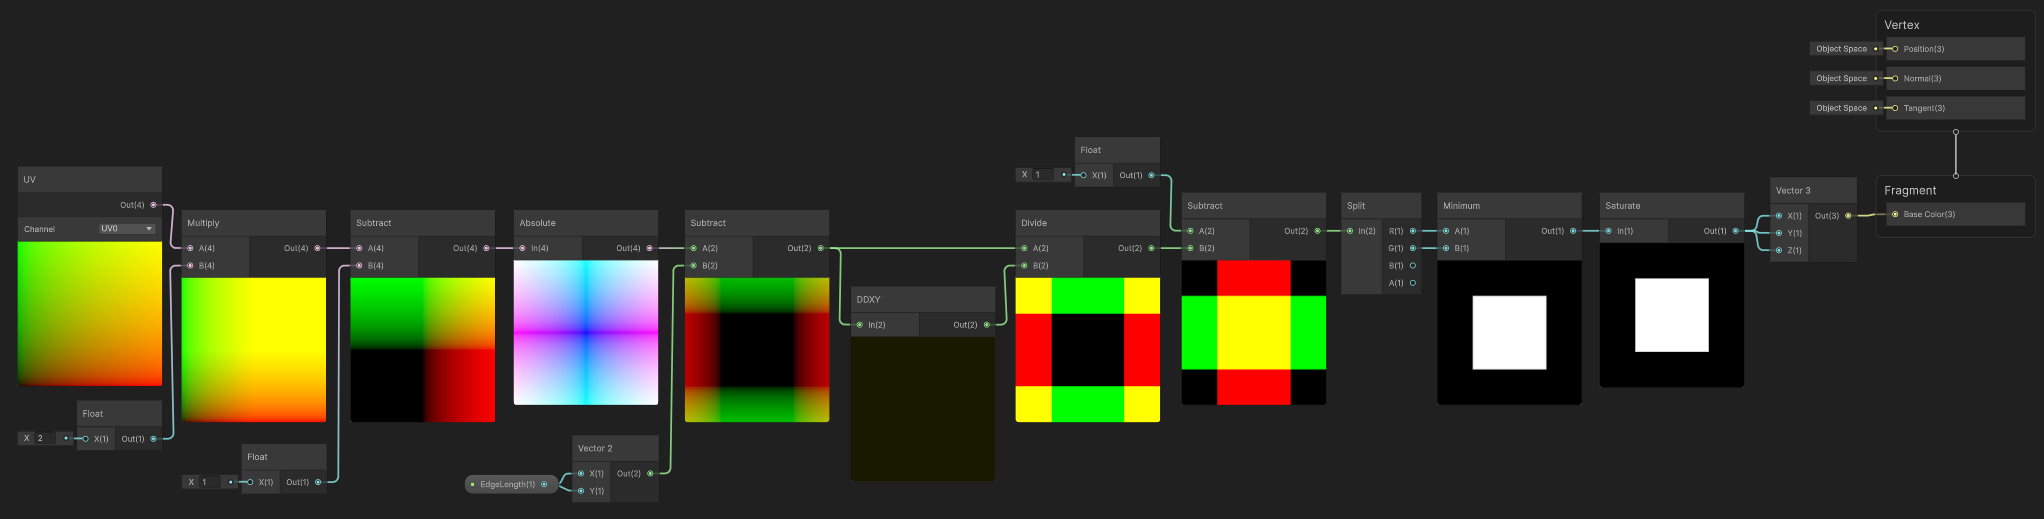 Vertex
Object Space
Position(3)
Object Space
Normal(3)
Object Space
Tangent(3)
Fragment
Base Color(3)
UV
Out(4)
Channel
UV0
Float
X 2
X(1) Out(1)
Multiply
A(4) Out(4)
B(4)
Float
X 1
X(1) Out(1)
Subtract
A(4) Out(4)
B(4)
Absolute
In(4) Out(4)
EdgeLength(1)
Vector 2
X(1) Out(2)
Y(1)
Subtract
A(2) Out(2)
B(2)
DDXY
In(2) Out(2)
Divide
A(2) Out(2)
B(2)
Float
X 1
X(1) Out(1)
Subtract
A(2) Out(2)
B(2)
Split
In(2) R(1)
G(1)
B(1)
A(1)
Minimum
A(1) Out(1)
B(1)
Saturate
In(1) Out(1)
Vector 3
X(1) Out(3)
Y(1)
Z(1)